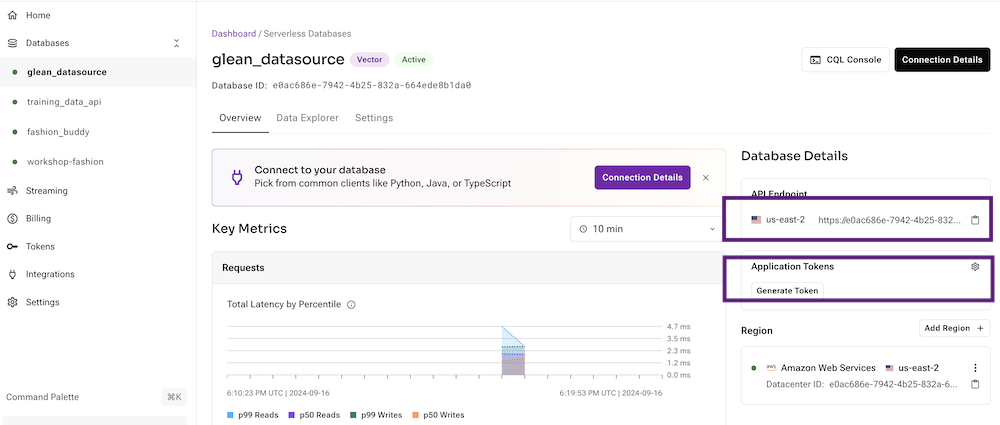 Home
Databases
glean_datasource
training_data_api
fashion_buddy
workshop-fashion
Streaming
Billing
Tokens
Integrations
Settings
Command Palette
⌘K
Dashboard / Serverless Databases
glean_datasource Vector Active
CQL Console
Connection Details
Database ID: e0ac686e-7942-4b25-832a-664ede8b1da0
Overview Data Explorer Settings
Connect to your database
Pick from common clients like Python, Java, or TypeScript
Connection Details
Key Metrics
10 min
Requests
Total Latency by Percentile
4.7 ms
3.5 ms
2.3 ms
1.2 ms
0.0 ms
6:10:23 PM UTC | 2024-09-16
6:19:53 PM UTC | 2024-09-16
p99 Reads p50 Reads p99 Writes p50 Writes
Database Details
API Endpoint
us-east-2 https://e0ac686e-7942-4b25-832...
Application Tokens
Generate Token
Region
Add Region +
aws Amazon Web Services us-east-2
Datacenter ID: e0ac686e-7942-4b25-832a-6...